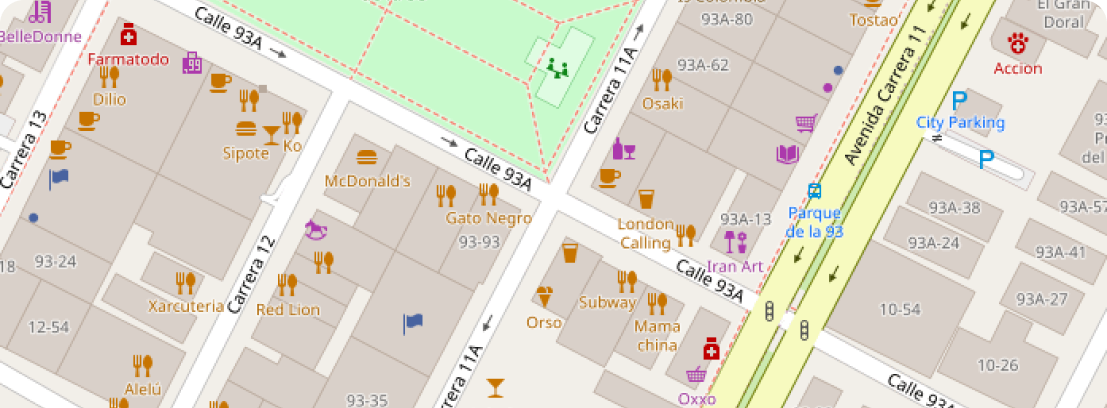 El Gran
Doral
93A-80
Tostao
Calle 93A
BelleDonne
Farmatodo
Accion
93A-62
Dilio
Osaki
Carrera 11A
Avenida Carrera 11
City Parking
Carrera 13
Sipote
Ko
Calle 93A
McDonald's
Gato Negro
93A-38
93A-57
93A-13
Parque
de la 93
London
Calling
93-93
93A-24
93A-41
93-24
Carrera 12
Iran Art
Calle 93A
18
Xarcuteria
Red Lion
Subway
93A-27
12-54
Orso
Mama
china
10-54
10-26
Alelú
rera 11A
93-35
Oxxo
Calle 93A